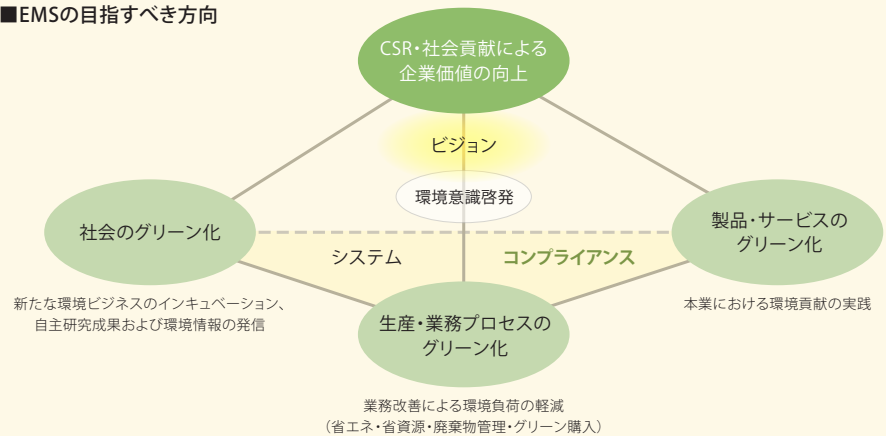 ■EMSの目指すべき方向
CSR・社会貢献による
企業価値の向上
ビジョン
環境意識啓発
社会のグリーン化
製品・サービスの
グリーン化
システム
コンプライアンス
新たな環境ビジネスのインキュベーション、
自主研究成果および環境情報の発信
本業における環境貢献の実践
生産・業務プロセスの
グリーン化
業務改善による環境負荷の軽減
（省エネ・省資源・廃棄物管理・グリーン購入）